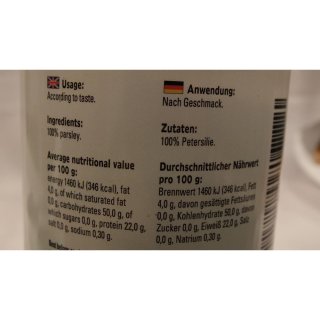 Usage:
According to taste.
Ingredients:
100% parsley.
Average nutritional value
per 100 g:
energy 1460 kJ (346 kcal), fat
4,0 g, of which saturated fat
0,0 g, carbohydrates 50,0 g, of
which sugars 0,0 g, protein 22,0 g,
salt 0,0 g, sodium 0,30 g.
Anwendung:
Nach Geschmack.
Zutaten:
100% Petersilie.
Durchschnittlicher Nährwert
pro 100 g:
Brennwert 1460 kJ (346 kcal), Fett
4,0 g, davon gesättigte Fettsäuren
0,0 g, Kohlenhydrate 50,0 g, davon
Zucker 0,0 g, Eiweiß 22,0 g, Salz
0,0 g, Natrium 0,30 g.